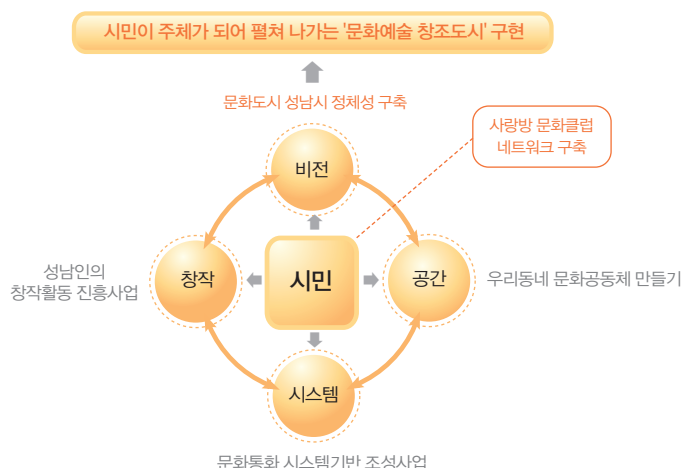 시민이 주체가 되어 펼쳐 나가는 '문화예술 창조도시' 구현
문화도시 성남시 정체성 구축
사랑방 문화클럽
네트워크 구축
비전
성남인의
창작활동 진흥사업
창작
시민
공간
우리동네 문화공동체 만들기
시스템
문화통화 시스템기반 조성사업